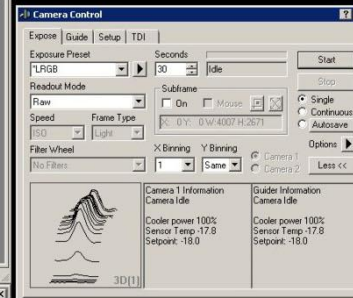 Camera Control
Expose Guide Setup TDI
Exposure Preset Seconds
*LRGB 30 Idle Start
Readout Mode Subframe Stop
Raw On Mouse Single
Speed Frame Type X: 0 Y: 0 W:4007 H:2671 Continuous
ISO Light Autosave
Filter Wheel X Binning Y Binning Options
No Filters 1 Same Camera 1
Camera 2 Less <<
Camera 1 Information Guider Information
Camera Idle Camera Idle
Cooler power 100% Cooler power 100%
Sensor Temp -17.8 Sensor Temp -17.8
Setpoint: -18.0 Setpoint: -18.0
3D[1]